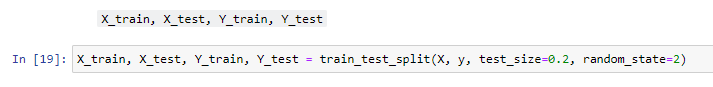 X_train, X_test, Y_train, Y_test
In [19]: X_train, X_test, Y_train, Y_test = train_test_split(X, y, test_size=0.2, random_state=2)